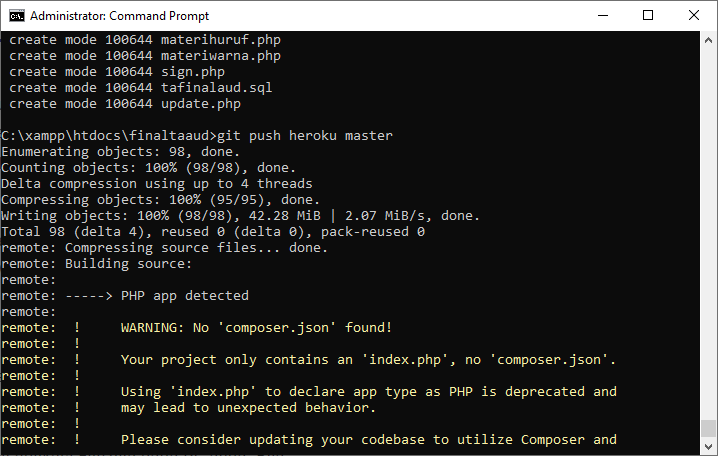 Administrator: Command Prompt
create mode 100644 materihuruf.php
create mode 100644 materiwarna.php
create mode 100644 sign.php
create mode 100644 tafinalaud.sql
create mode 100644 update.php
C:\xampp\htdocs\finaltaaud>git push heroku master
Enumerating objects: 98, done.
Counting objects: 100% (98/98), done.
Delta compression using up to 4 threads
Compressing objects: 100% (95/95), done.
Writing objects: 100% (98/98), 42.28 MiB | 2.07 MiB/s, done.
Total 98 (delta 4), reused 0 (delta 0), pack-reused 0
remote: Compressing source files... done.
remote: Building source:
remote:
remote: -----> PHP app detected
remote:
remote:  !     WARNING: No 'composer.json' found!
remote:  !
remote:  !     Your project only contains an 'index.php', no 'composer.json'.
remote:  !
remote:  !     Using 'index.php' to declare app type as PHP is deprecated and
remote:  !     may lead to unexpected behavior.
remote:  !
remote:  !     Please consider updating your codebase to utilize Composer and